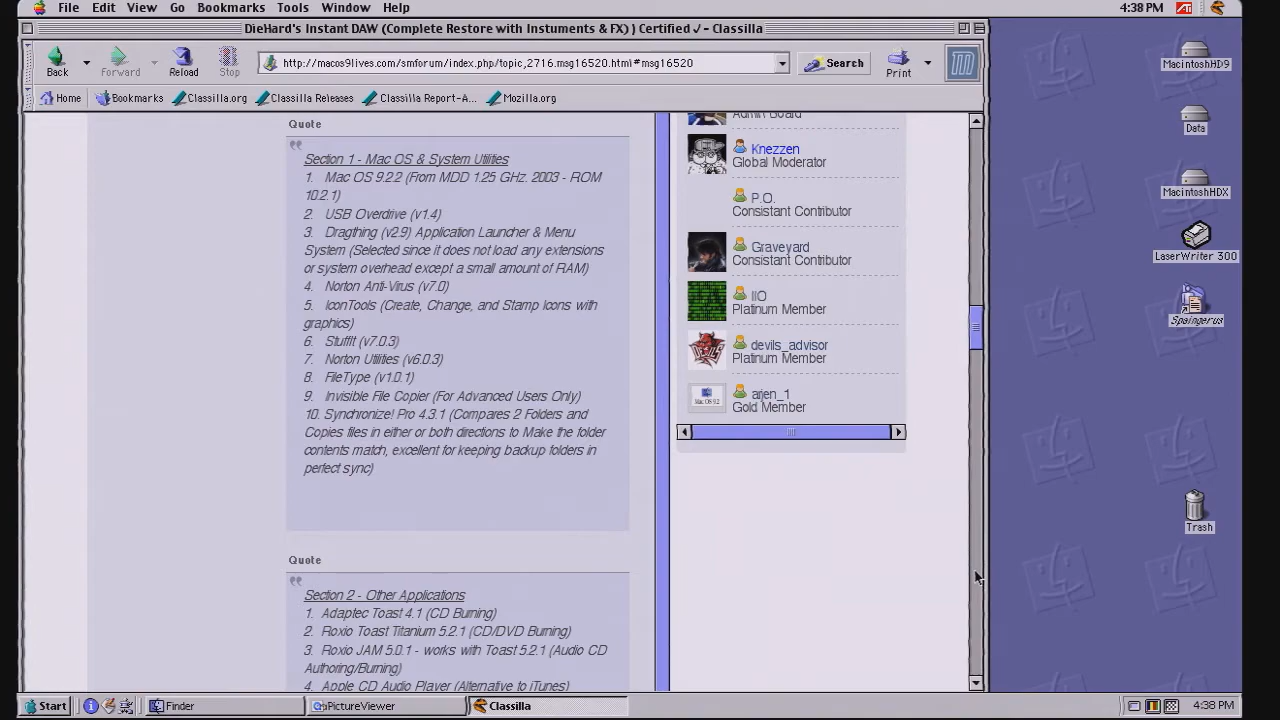 File Edit View Go Bookmarks Tools Window Help 4:38 PM
DieHard's Instant DAW (Complete Restore with Instuments & FX) ) Certified ✓ - Classilla
Back Forward Reload Stop http://macos9lives.com/smforum/index.php/topic,2716.msg16520.html#msg16520 Search Print
Home Bookmarks Classilla.org Classilla Releases Classilla Report-A... Mozilla.org
Quote
Section 1 - Mac OS & System Utilities
1. Mac OS 9.2.2 (From MDD 1.25 GHz. 2003 - ROM
10.2.1)
2. USB Overdrive (v1.4)
3. Dragthing (v2.9) Application Launcher & Menu
System (Selected since it does not load any extensions
or system overhead except a small amount of RAM)
4. Norton Anti-Virus (v7.0)
5. IconTools (Create, Change, and Stamp Icons with
graphics)
6. StuffIt (v7.0.3)
7. Norton Utilities (v6.0.3)
8. FileType (v1.0.1)
9. Invisible File Copier (For Advanced Users Only)
10. Synchronize! Pro 4.3.1 (Compares 2 Folders and
Copies files in either or both directions to Make the folder
contents match, excellent for keeping backup folders in
perfect sync)
Quote
Section 2 - Other Applications
1. Adaptec Toast 4.1 (CD Burning)
2. Roxio Toast Titanium 5.2.1 (CD/DVD Burning)
3. Roxio JAM 5.0.1 - works with Toast 5.2.1 (Audio CD
Authoring/Burning)
4. Apple CD Audio Player (Alternative to iTunes)
Admin Board
Knezzen
Global Moderator
P.O.
Consistant Contributor
Graveyard
Consistant Contributor
IIO
Platinum Member
devils_advisor
Platinum Member
Mac OS 9.2
arjen_1
Gold Member
MacintoshHD9
Data
MacintoshHDX
LaserWriter 300
Spaingerus
Trash
Start Finder PictureViewer Classilla 4:38 PM